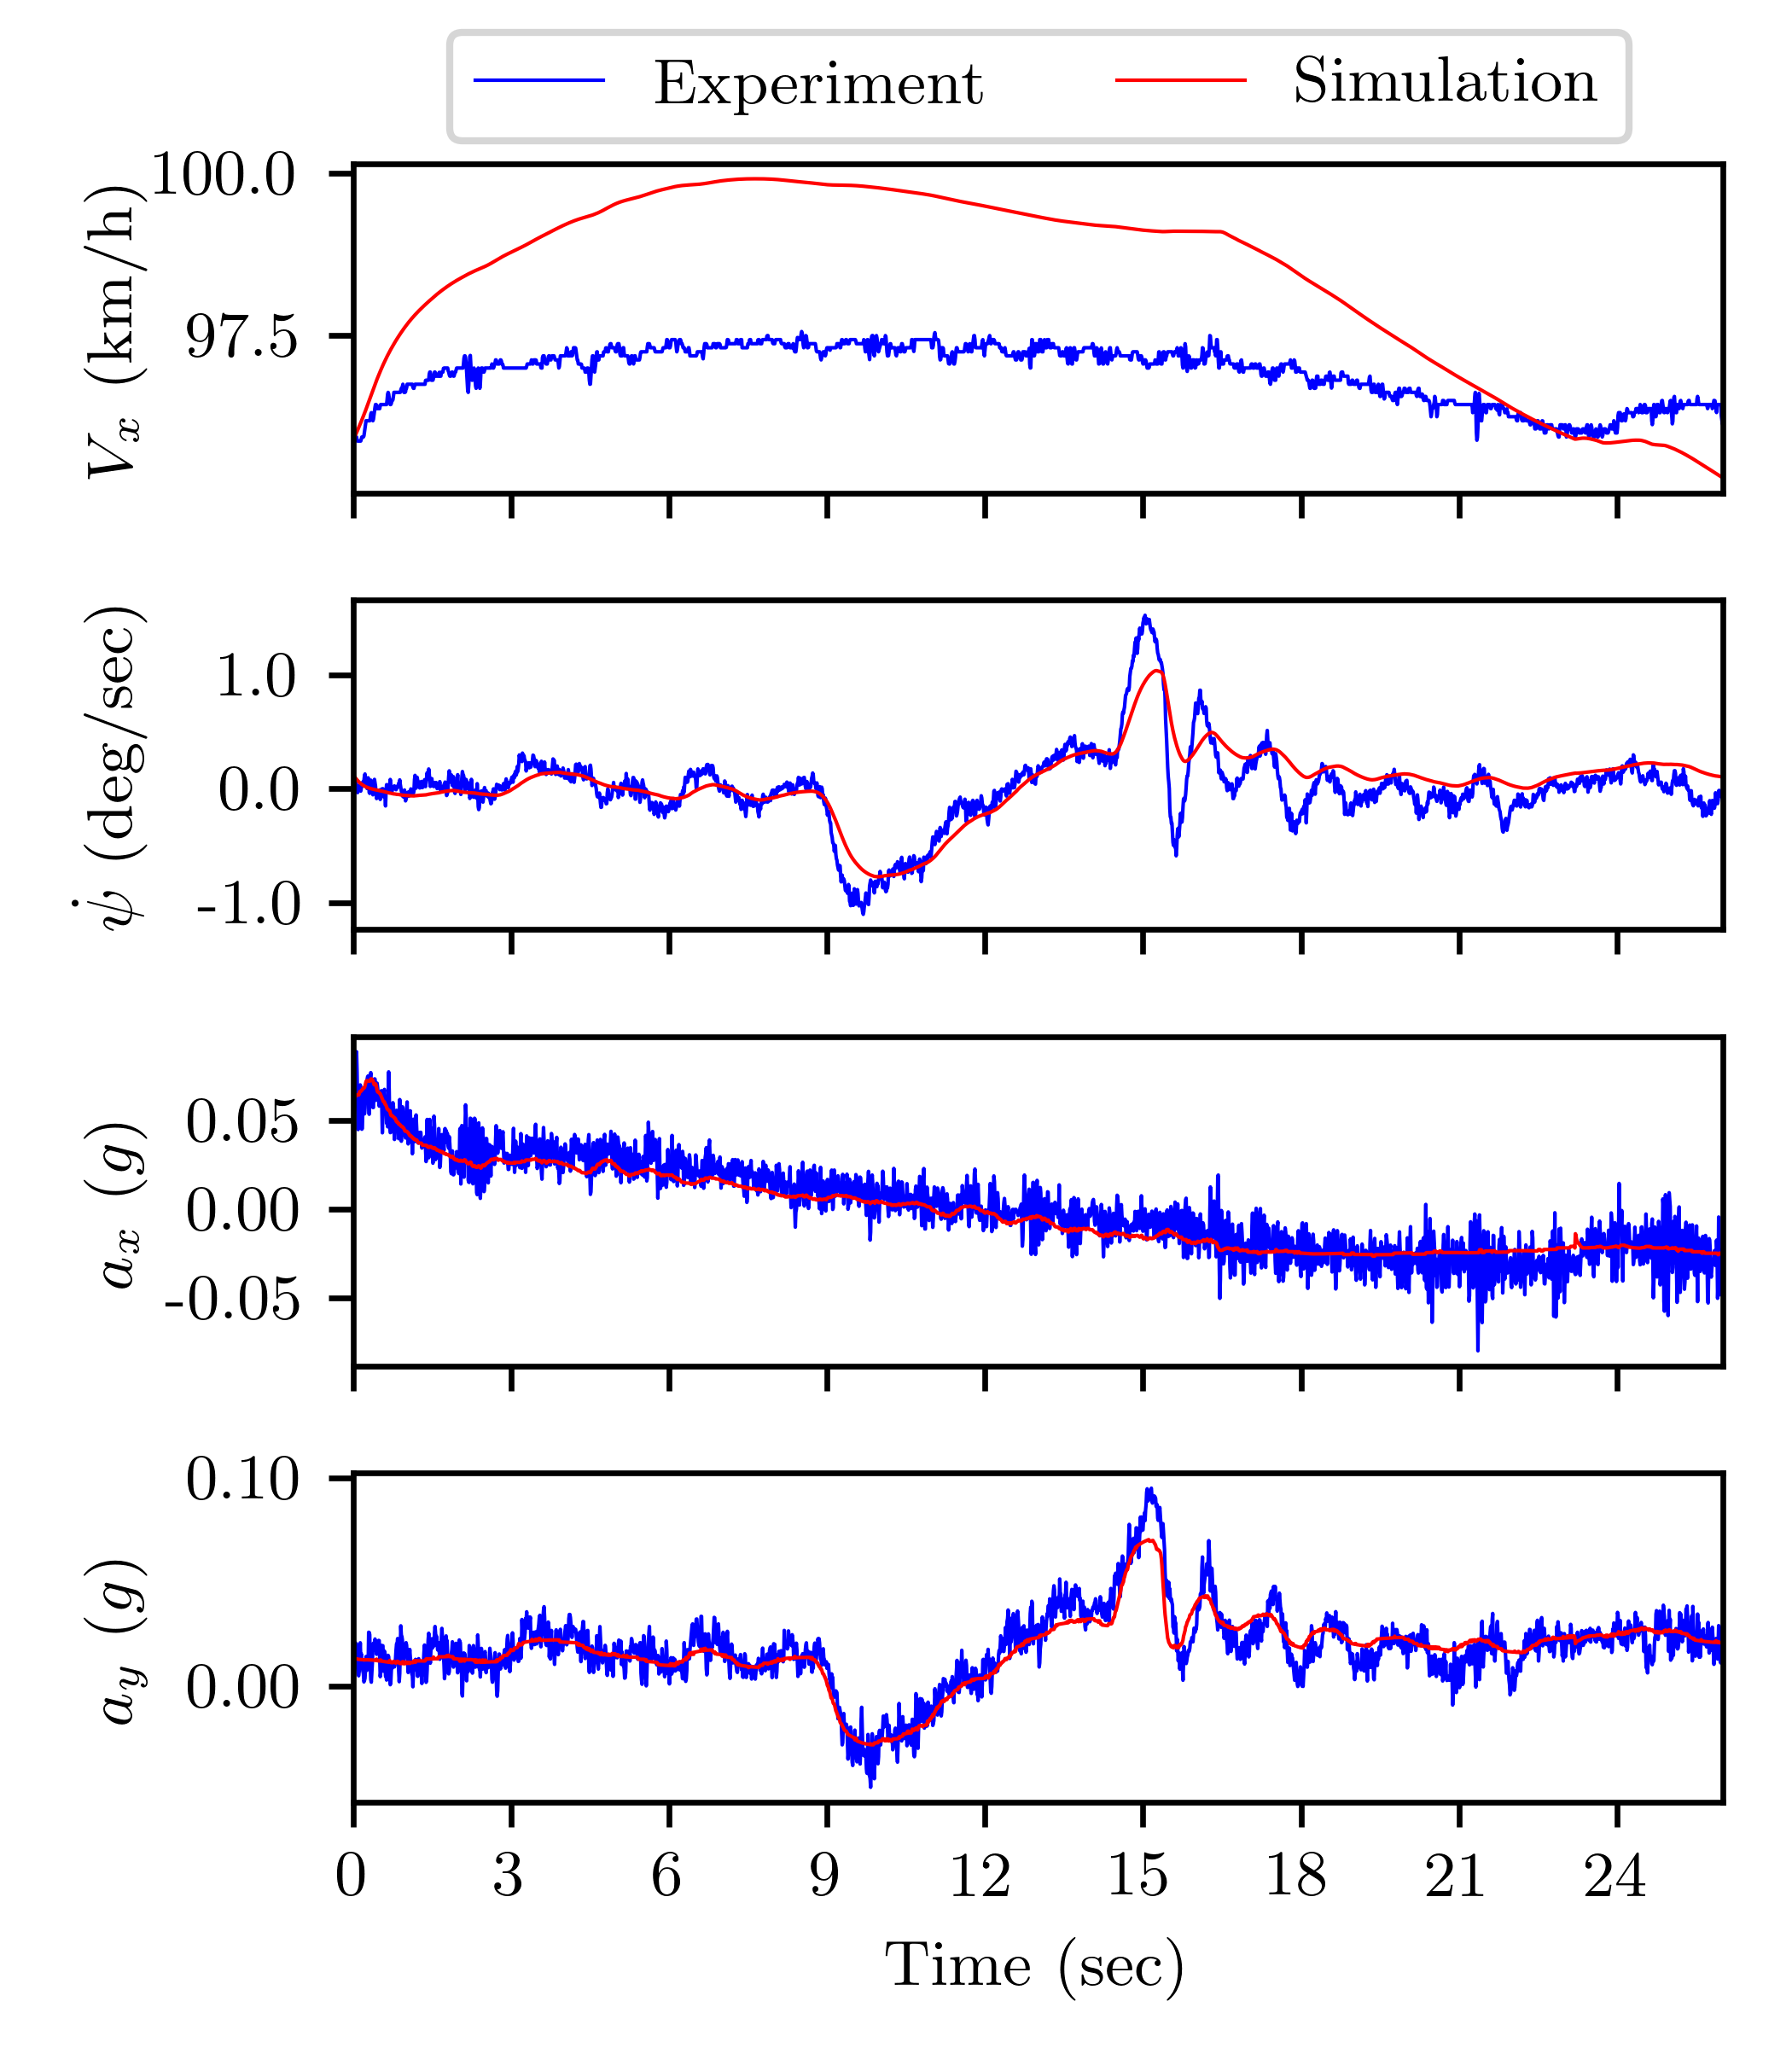 Experiment Simulation
100.0
97.5
V_x (km/h)
1.0
0.0
-1.0
ψ̇ (deg/sec)
0.05
0.00
-0.05
a_x (g)
0.10
0.00
a_y (g)
0 3 6 9 12 15 18 21 24
Time (sec)